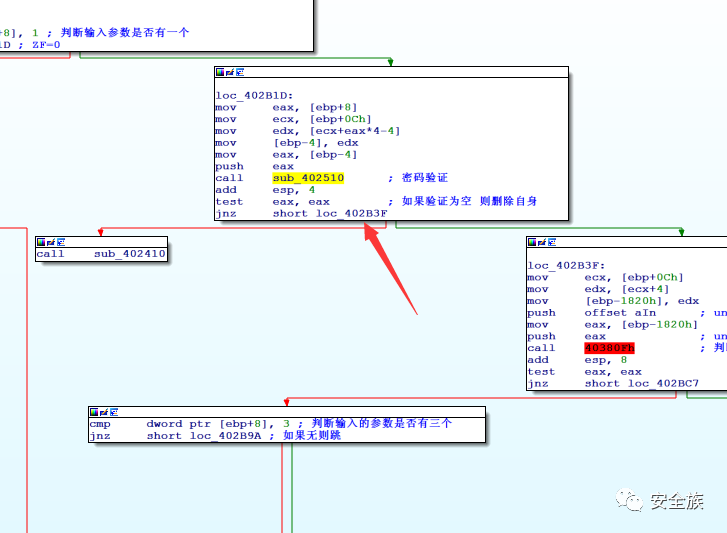 +8], 1 ; 判断输入参数是否有一个
1D ; ZF=0
loc_402B1D:
mov eax, [ebp+8]
mov ecx, [ebp+0Ch]
mov edx, [ecx+eax*4-4]
mov [ebp-4], edx
mov eax, [ebp-4]
push eax
call sub_402510 ; 密码验证
add esp, 4
test eax, eax ; 如果验证为空 则删除自身
jnz short loc_402B3F
call sub_402410
loc_402B3F:
mov ecx, [ebp+0Ch]
mov edx, [ecx+4]
mov [ebp-1820h], edx
push offset aIn ; un
mov eax, [ebp-1820h]
push eax ; un
call 40380Fh ; 判
add esp, 8
test eax, eax
jnz short loc_402BC7
cmp dword ptr [ebp+8], 3 ; 判断输入的参数是否有三个
jnz short loc_402B9A ; 如果无则跳
安全族